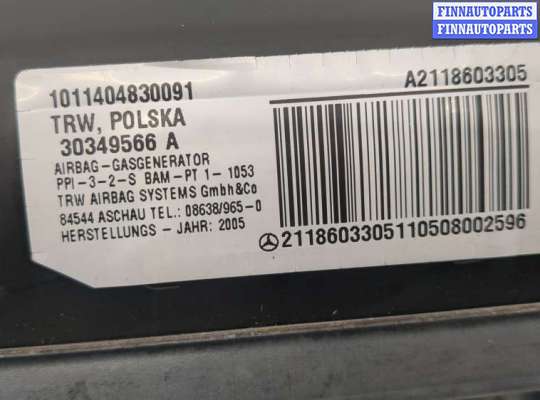 FINNAUTOPARTS
FINNAUTOPARTS
1011404830091
A2118603305
TRW, POLSKA
30349566 A
AIRBAG-GASGENERATOR
PPI-3-2-S BAM-PT 1- 1053
TRW AIRBAG SYSTEMS Gmbh&Co
84544 ASCHAU TEL.: 08638/965-0
HERSTELLUNGS - JAHR: 2005
2118603305110508002596